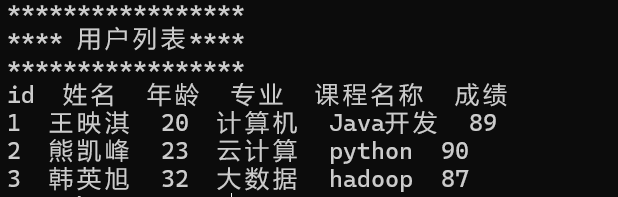 *****************
**** 用户列表****
*****************
id  姓名  年龄  专业  课程名称  成绩
1  王映淇  20  计算机  Java开发  89
2  熊凯峰  23  云计算  python  90
3  韩英旭  32  大数据  hadoop  87